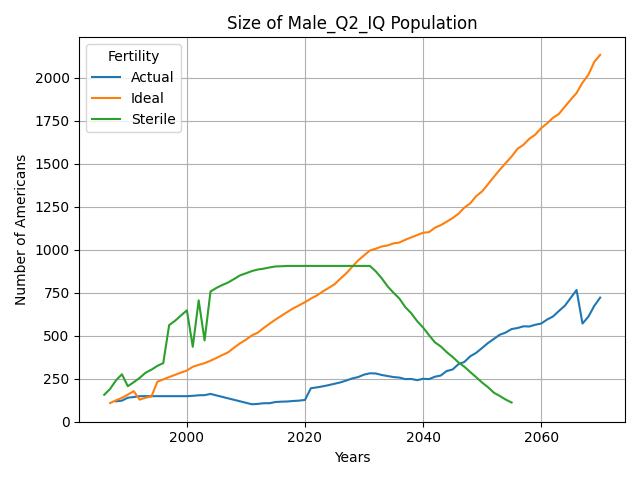 Size of Male_Q2_IQ Population
Fertility
Actual
Ideal
Sterile
2000
1750
1500
1250
1000
750
500
250
0
Number of Americans
2000
2020
2040
2060
Years